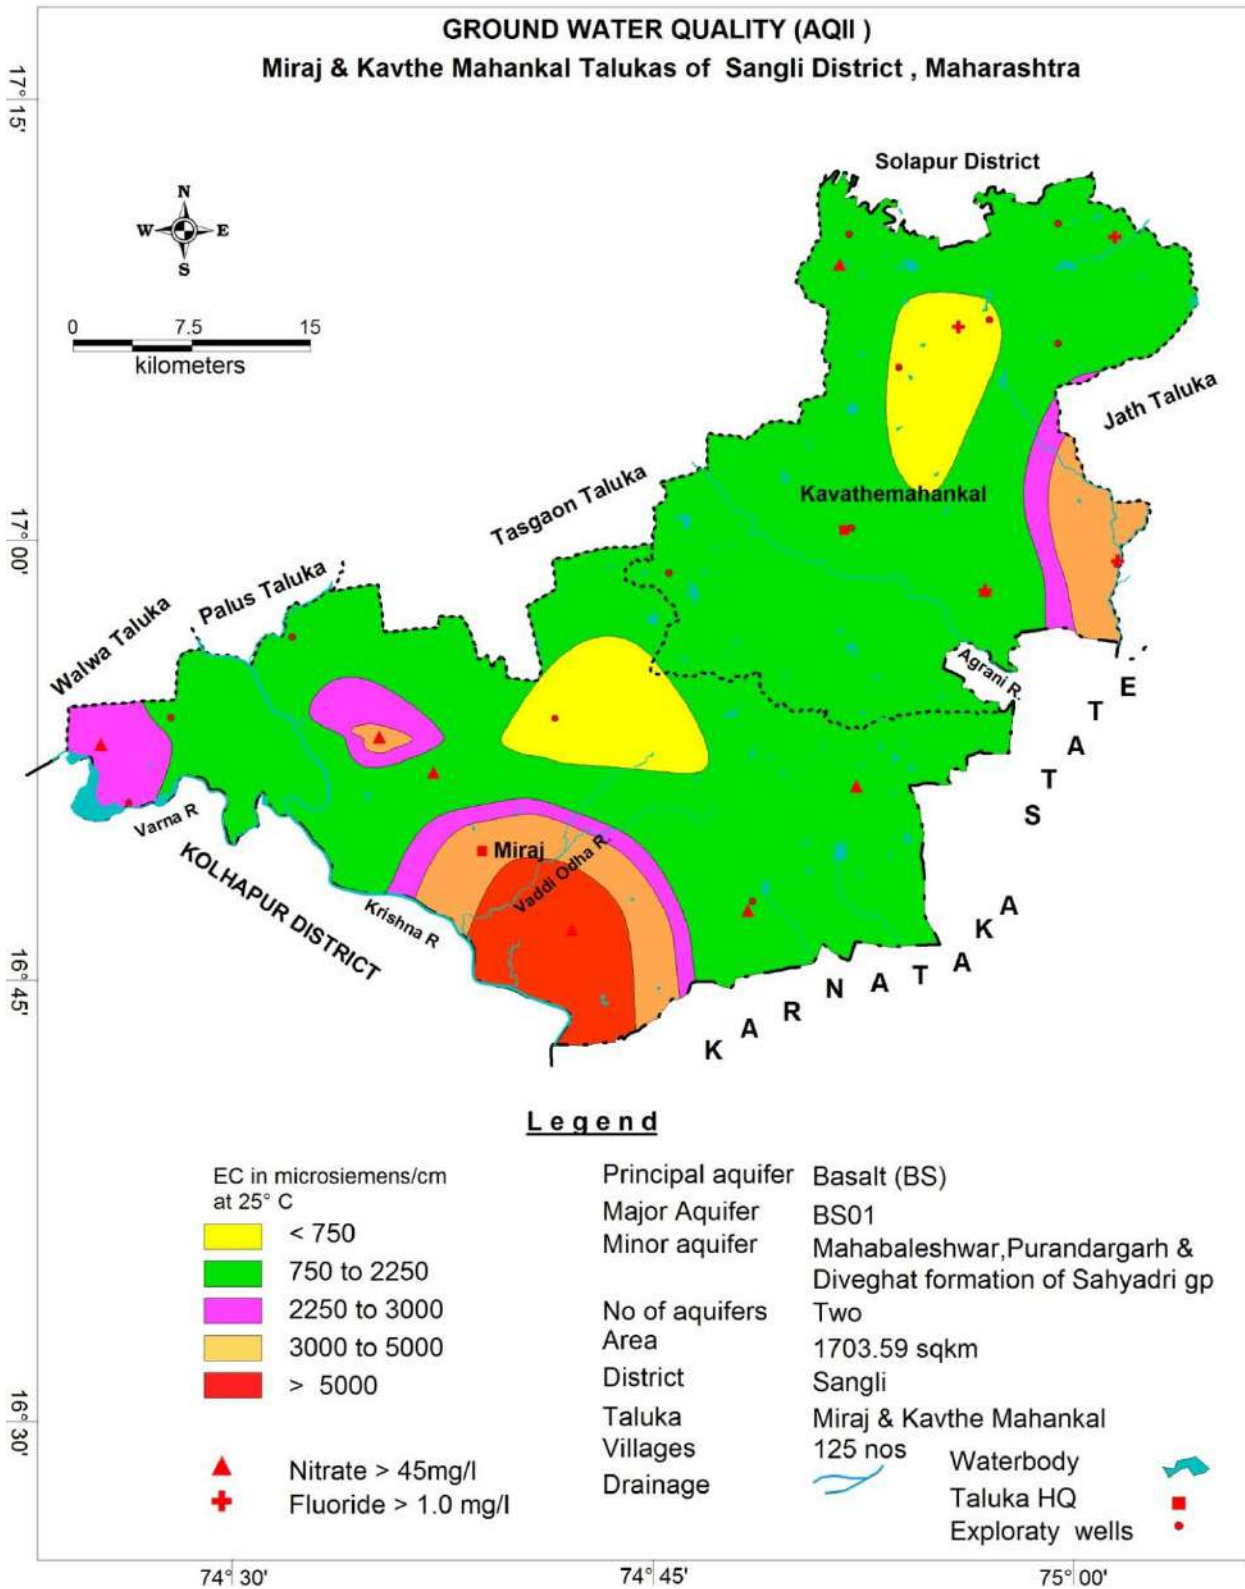 GROUND WATER QUALITY (AQII )
Miraj & Kavthe Mahankal Talukas of Sangli District , Maharashtra
17° 15'
17° 00'
16° 45'
16° 30'
N
W E
S
0 7.5 15
kilometers
Solapur District
Jath Taluka
Tasgaon Taluka
Kavathemahankal
Palus Taluka
Walwa Taluka
Agrani R.
Varna R
Miraj
Vaddi Odha R.
Krishna R
KOLHAPUR DISTRICT
KARNATAKA STATE
Legend
EC in microsiemens/cm
at 25° C
< 750
750 to 2250
2250 to 3000
3000 to 5000
> 5000
Nitrate > 45mg/l
Fluoride > 1.0 mg/l
Principal aquifer Basalt (BS)
Major Aquifer BS01
Minor aquifer Mahabaleshwar,Purandargarh &
Diveghat formation of Sahyadri gp
No of aquifers Two
Area 1703.59 sqkm
District Sangli
Taluka Miraj & Kavthe Mahankal
Villages 125 nos
Drainage
Waterbody
Taluka HQ
Exploraty wells
74° 30' 74° 45' 75° 00'